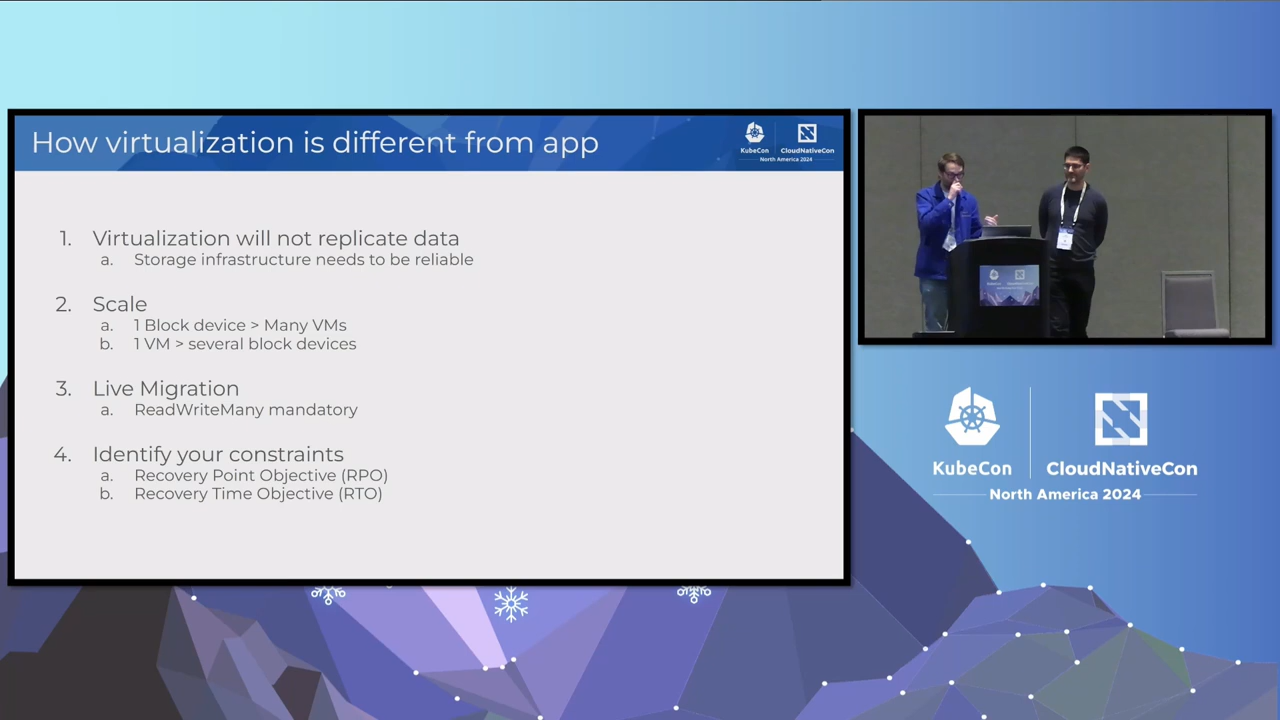 How virtualization is different from app
KubeCon
CloudNativeCon
North America 2024
1. Virtualization will not replicate data
a. Storage infrastructure needs to be reliable
2. Scale
a. 1 Block device > Many VMs
b. 1 VM > several block devices
3. Live Migration
a. ReadWriteMany mandatory
4. Identify your constraints
a. Recovery Point Objective (RPO)
b. Recovery Time Objective (RTO)
KubeCon
CloudNativeCon
North America 2024